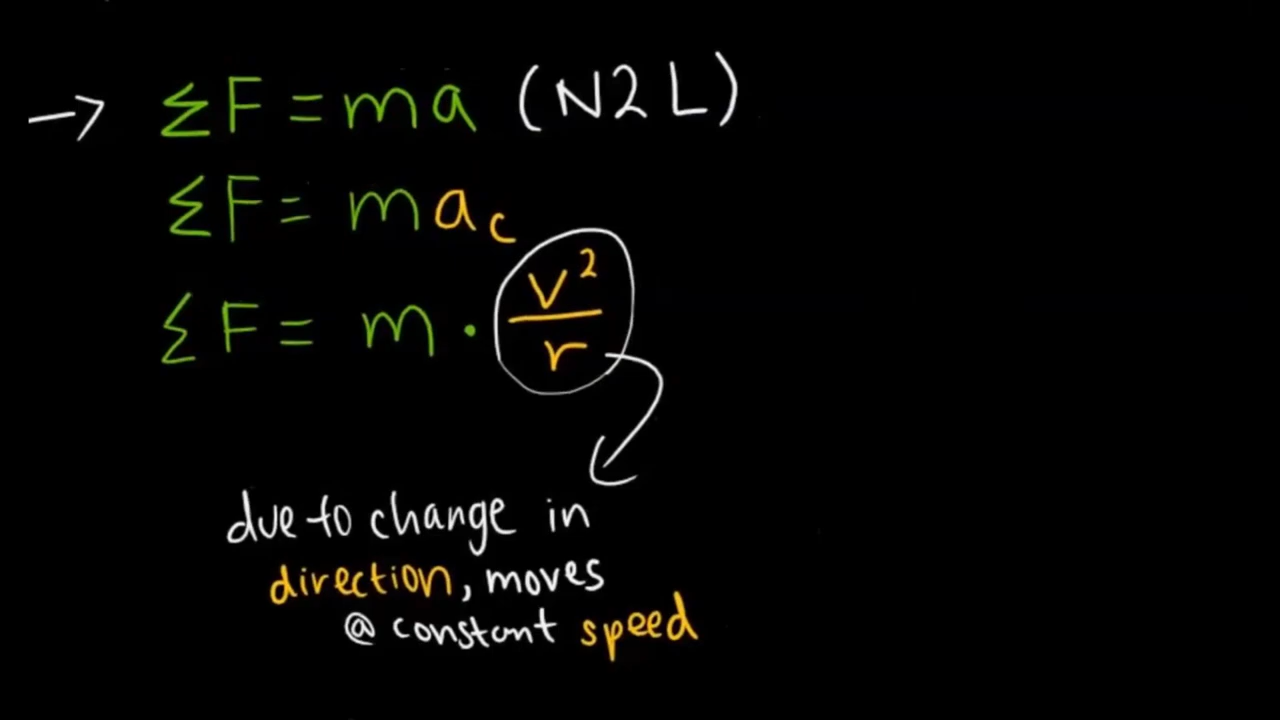 → ΣF = ma (N2L)
ΣF = ma_c
ΣF = m · v²/r
due to change in
direction, moves
@ constant speed